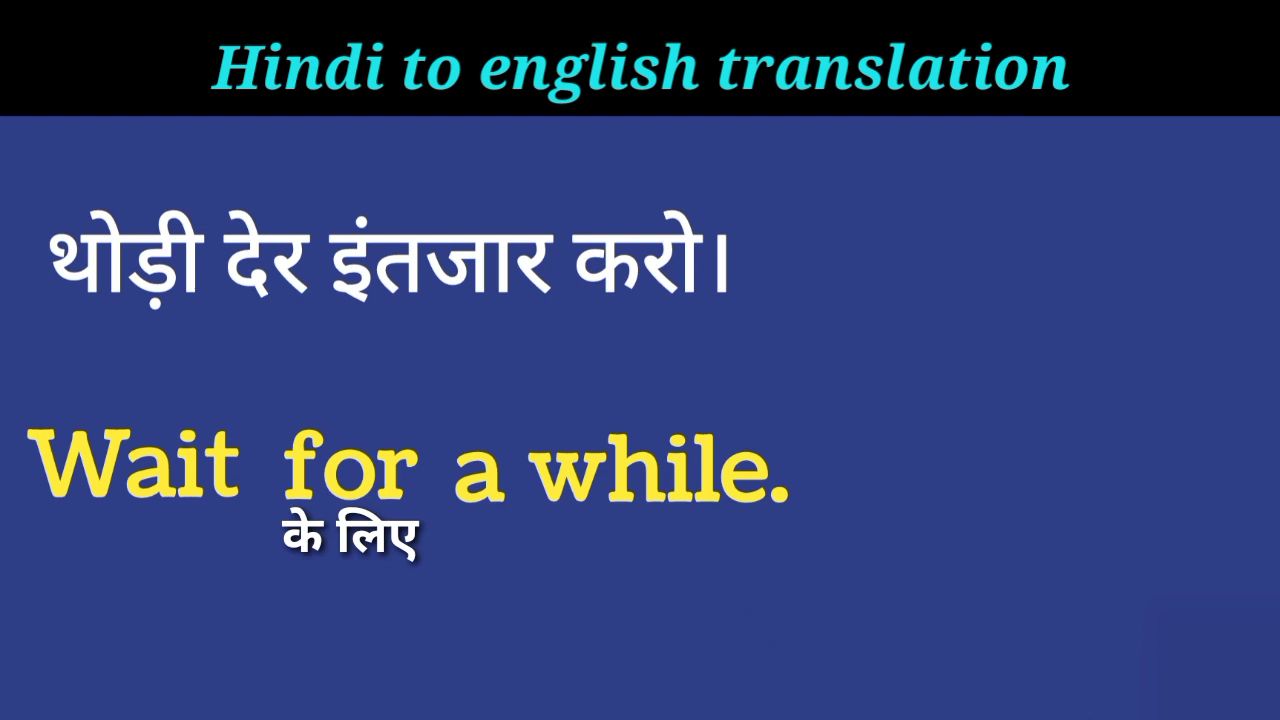 Hindi to english translation
थोड़ी देर इंतजार करो।
Wait for a while.
के लिए